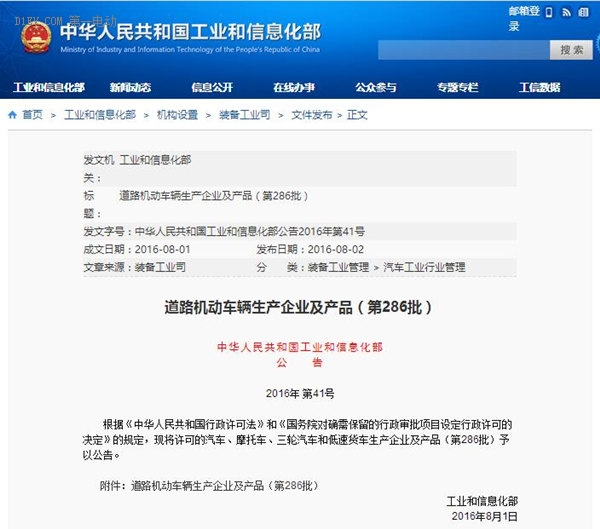 D1EV.COM 第一电动
邮箱登录
中华人民共和国工业和信息化部
Ministry of Industry and Information Technology of the People's Republic of China
搜 索
工业和信息化部 新闻动态 信息公开 在线办事 公众参与 专题专栏 工信数据
首页 > 工业和信息化部 > 机构设置 > 装备工业司 > 文件发布 > 正文
发文机关： 工业和信息化部
标题： 道路机动车辆生产企业及产品（第286批）
发文字号：中华人民共和国工业和信息化部公告2016年第41号
成文日期：2016-08-01 发布日期：2016-08-02
文章来源：装备工业司 分 类：装备工业管理 > 汽车工业行业管理
道路机动车辆生产企业及产品（第286批）
中华人民共和国工业和信息化部
公 告
2016年 第41号
根据《中华人民共和国行政许可法》和《国务院对确需保留的行政审批项目设定行政许可的
决定》的规定，现将许可的汽车、摩托车、三轮汽车和低速货车生产企业及产品（第286批）予
以公告。
附件：道路机动车辆生产企业及产品（第286批）
工业和信息化部
2016年8月1日